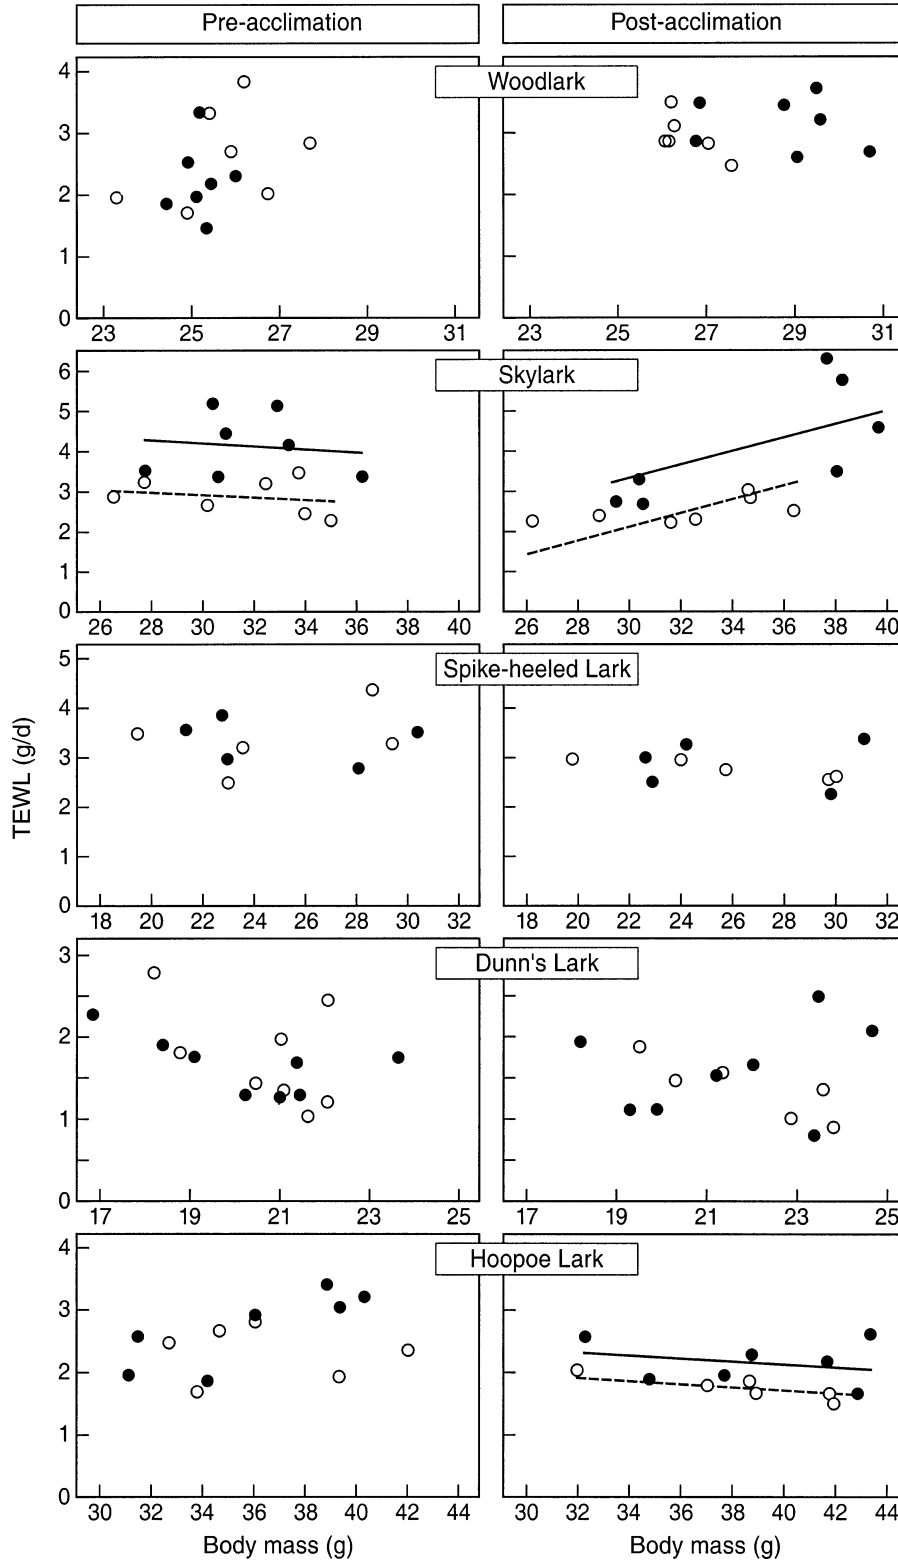 Pre-acclimation Post-acclimation
Woodlark
4
3
2
1
0
23 25 27 29 31 23 25 27 29 31
Skylark
6
5
4
3
2
1
0
26 28 30 32 34 36 38 40 28 30 32 34 36 38 40
Spike-heeled Lark
5
4
3
2
1
0
18 20 22 24 26 28 30 32 18 20 22 24 26 28 30 32
TEWL (g/d)
Dunn's Lark
3
2
1
0
17 19 21 23 25 17 19 21 23 25
Hoopoe Lark
4
3
2
1
0
30 32 34 36 38 40 42 44 30 32 34 36 38 40 42 44
Body mass (g) Body mass (g)